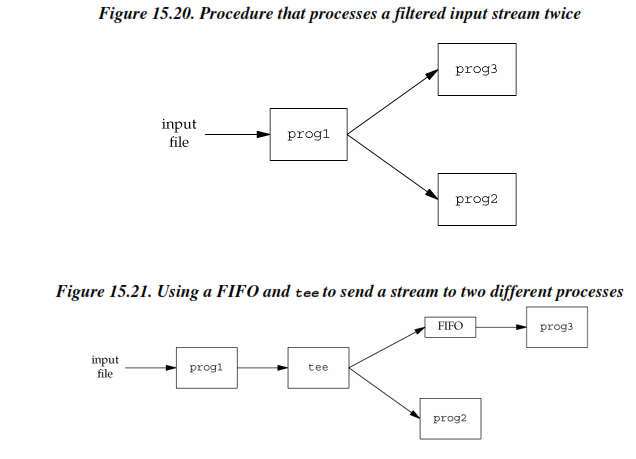 Figure 15.20. Procedure that processes a filtered input stream twice
prog3
input
file
prog1
prog2
Figure 15.21. Using a FIFO and tee to send a stream to two different processes
FIFO
prog3
input
file
prog1
tee
prog2